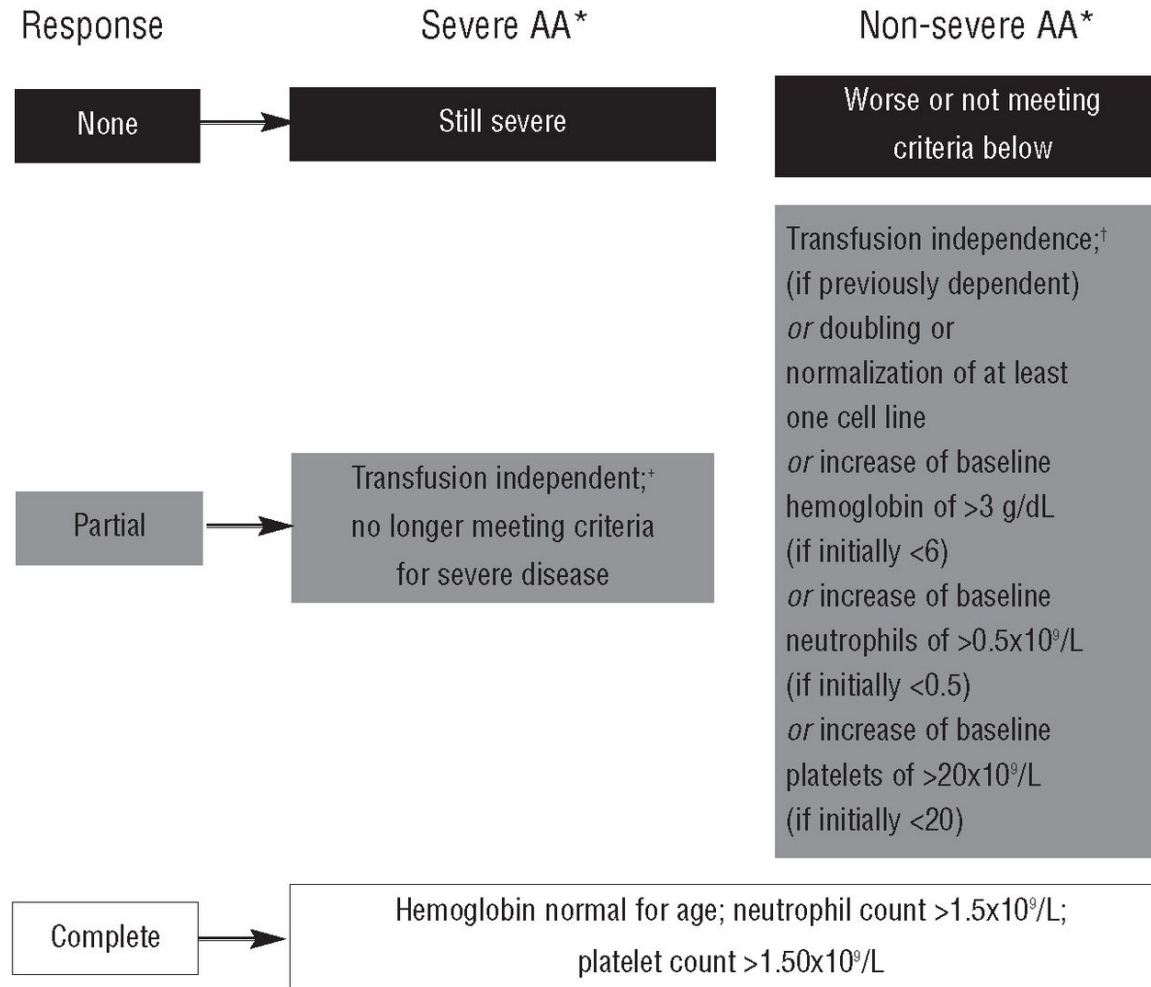 Response Severe AA* Non-severe AA*
None
Still severe
Worse or not meeting
criteria below
Partial
Transfusion independent;⁺
no longer meeting criteria
for severe disease
Transfusion independence;†
(if previously dependent)
or doubling or
normalization of at least
one cell line
or increase of baseline
hemoglobin of >3 g/dL
(if initially <6)
or increase of baseline
neutrophils of >0.5x10⁹/L
(if initially <0.5)
or increase of baseline
platelets of >20x10⁹/L
(if initially <20)
Complete
Hemoglobin normal for age; neutrophil count >1.5x10⁹/L;
platelet count >1.50x10⁹/L